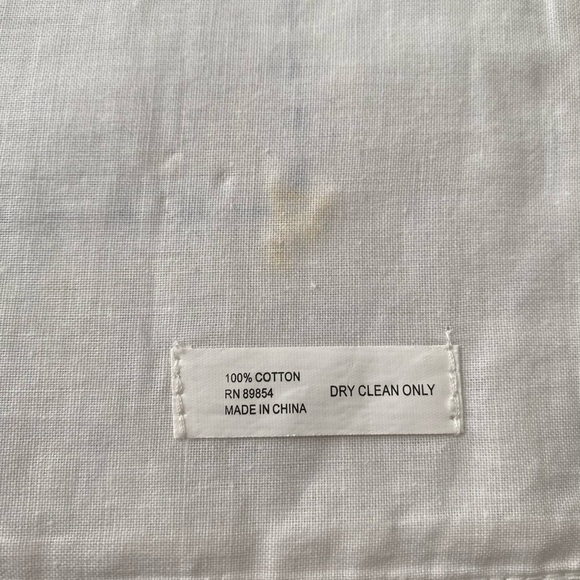 100% COTTON
RN 89854
MADE IN CHINA
DRY CLEAN ONLY